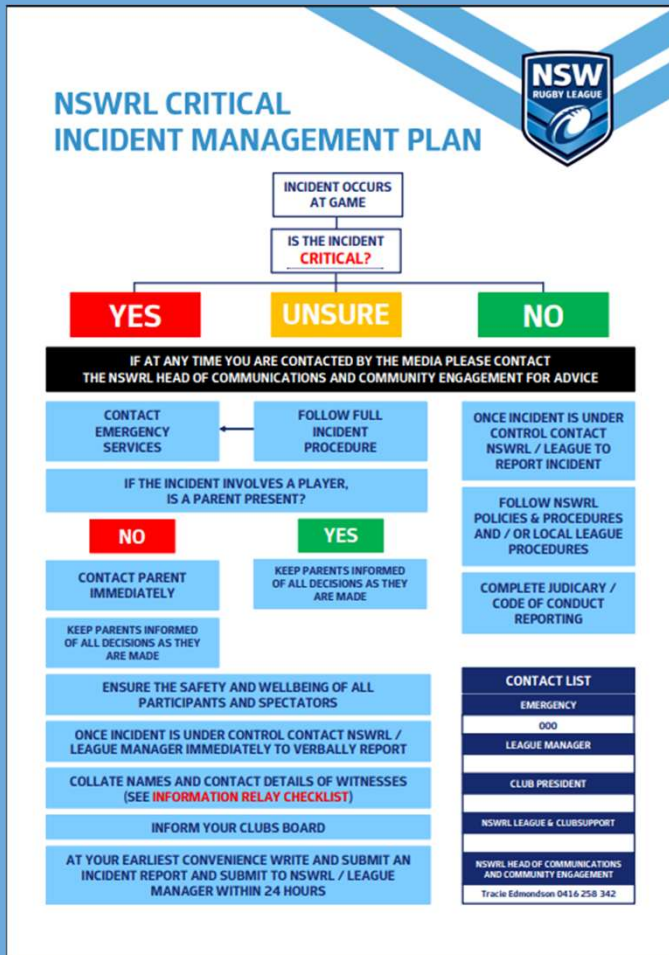 NSWRL CRITICAL
INCIDENT MANAGEMENT PLAN
NSW
RUGBY LEAGUE
INCIDENT OCCURS
AT GAME
IS THE INCIDENT
CRITICAL?
YES
UNSURE
NO
IF AT ANY TIME YOU ARE CONTACTED BY THE MEDIA PLEASE CONTACT
THE NSWRL HEAD OF COMMUNICATIONS AND COMMUNITY ENGAGEMENT FOR ADVICE
CONTACT
EMERGENCY
SERVICES
FOLLOW FULL
INCIDENT
PROCEDURE
IF THE INCIDENT INVOLVES A PLAYER,
IS A PARENT PRESENT?
NO
YES
CONTACT PARENT
IMMEDIATELY
KEEP PARENTS INFORMED
OF ALL DECISIONS AS THEY
ARE MADE
KEEP PARENTS INFORMED
OF ALL DECISIONS AS THEY
ARE MADE
ENSURE THE SAFETY AND WELLBEING OF ALL
PARTICIPANTS AND SPECTATORS
ONCE INCIDENT IS UNDER CONTROL CONTACT NSWRL /
LEAGUE MANAGER IMMEDIATELY TO VERBALLY REPORT
COLLATE NAMES AND CONTACT DETAILS OF WITNESSES
(SEE INFORMATION RELAY CHECKLIST)
INFORM YOUR CLUBS BOARD
AT YOUR EARLIEST CONVENIENCE WRITE AND SUBMIT AN
INCIDENT REPORT AND SUBMIT TO NSWRL / LEAGUE
MANAGER WITHIN 24 HOURS
ONCE INCIDENT IS UNDER
CONTROL CONTACT
NSWRL / LEAGUE TO
REPORT INCIDENT
FOLLOW NSWRL
POLICIES & PROCEDURES
AND / OR LOCAL LEAGUE
PROCEDURES
COMPLETE JUDICARY /
CODE OF CONDUCT
REPORTING
CONTACT LIST
EMERGENCY
000
LEAGUE MANAGER
CLUB PRESIDENT
NSWRL LEAGUE & CLUBSUPPORT
NSWRL HEAD OF COMMUNICATIONS
AND COMMUNITY ENGAGEMENT
Tracie Edmondson 0416 258 342